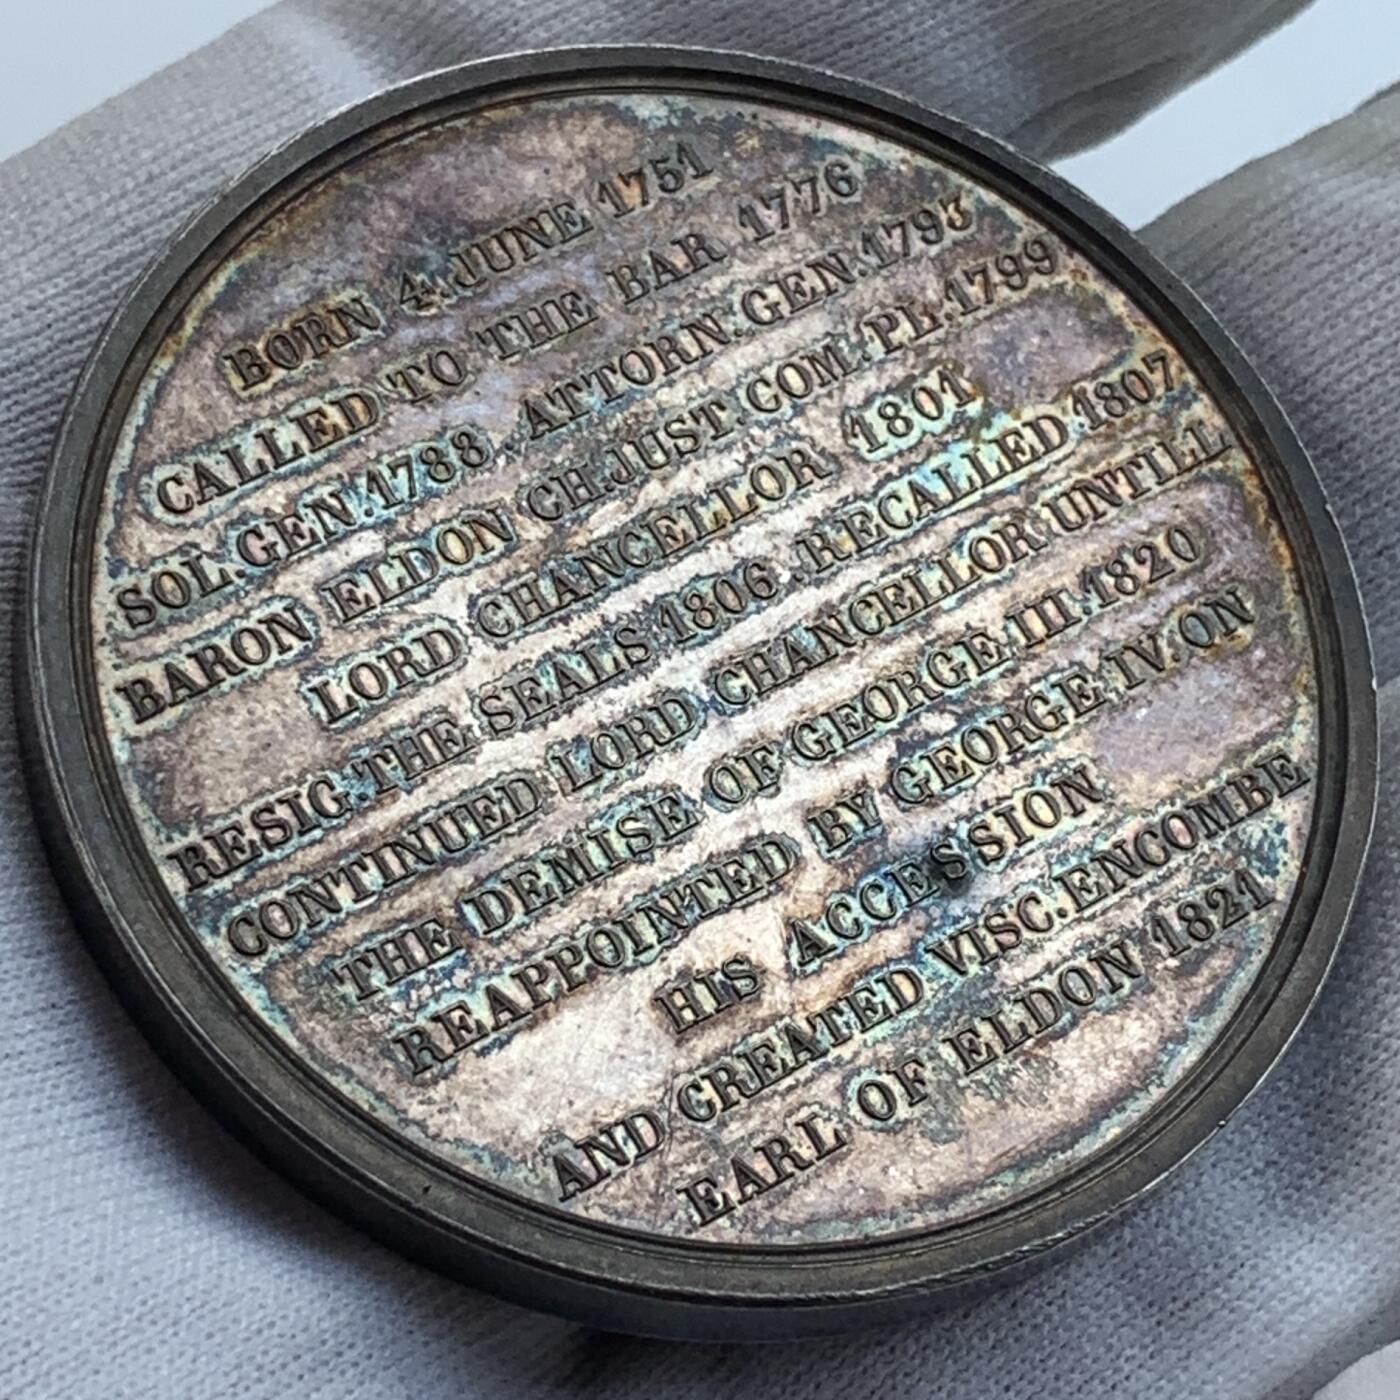 BORN 4 JUNE 1751
CALLED TO THE BAR 1776
SOL.GEN.1788.ATTORN.GEN.1793
BARON ELDON CH.JUST.COM.PL.1799
LORD CHANCELLOR 1801
RESIG.THE SEALS 1806.RECALLED 1807
CONTINUED LORD CHANCELLOR UNTILL
THE DEMISE OF GEORGE III.1820
REAPPOINTED BY GEORGE IV.ON
HIS ACCESSION
AND CREATED VISC.ENCOMBE
EARL OF ELDON 1821